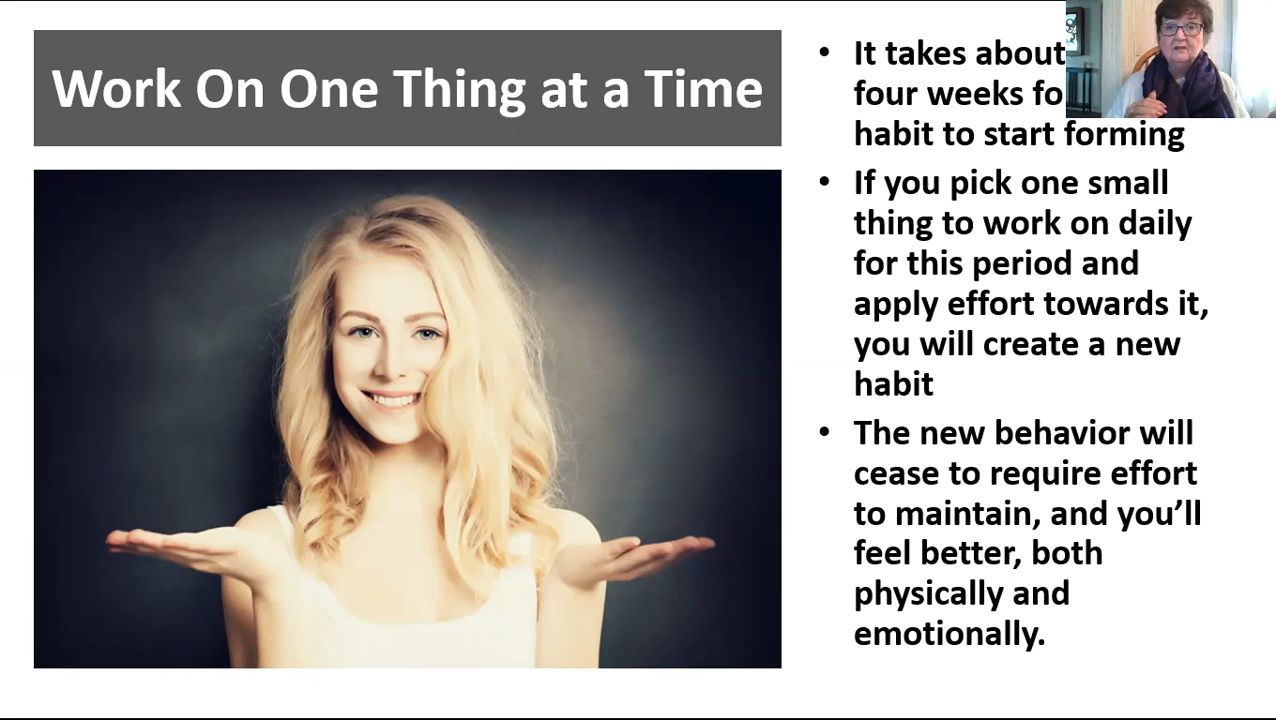 Work On One Thing at a Time
• It takes about
four weeks fo
habit to start forming
• If you pick one small
thing to work on daily
for this period and
apply effort towards it,
you will create a new
habit
• The new behavior will
cease to require effort
to maintain, and you’ll
feel better, both
physically and
emotionally.